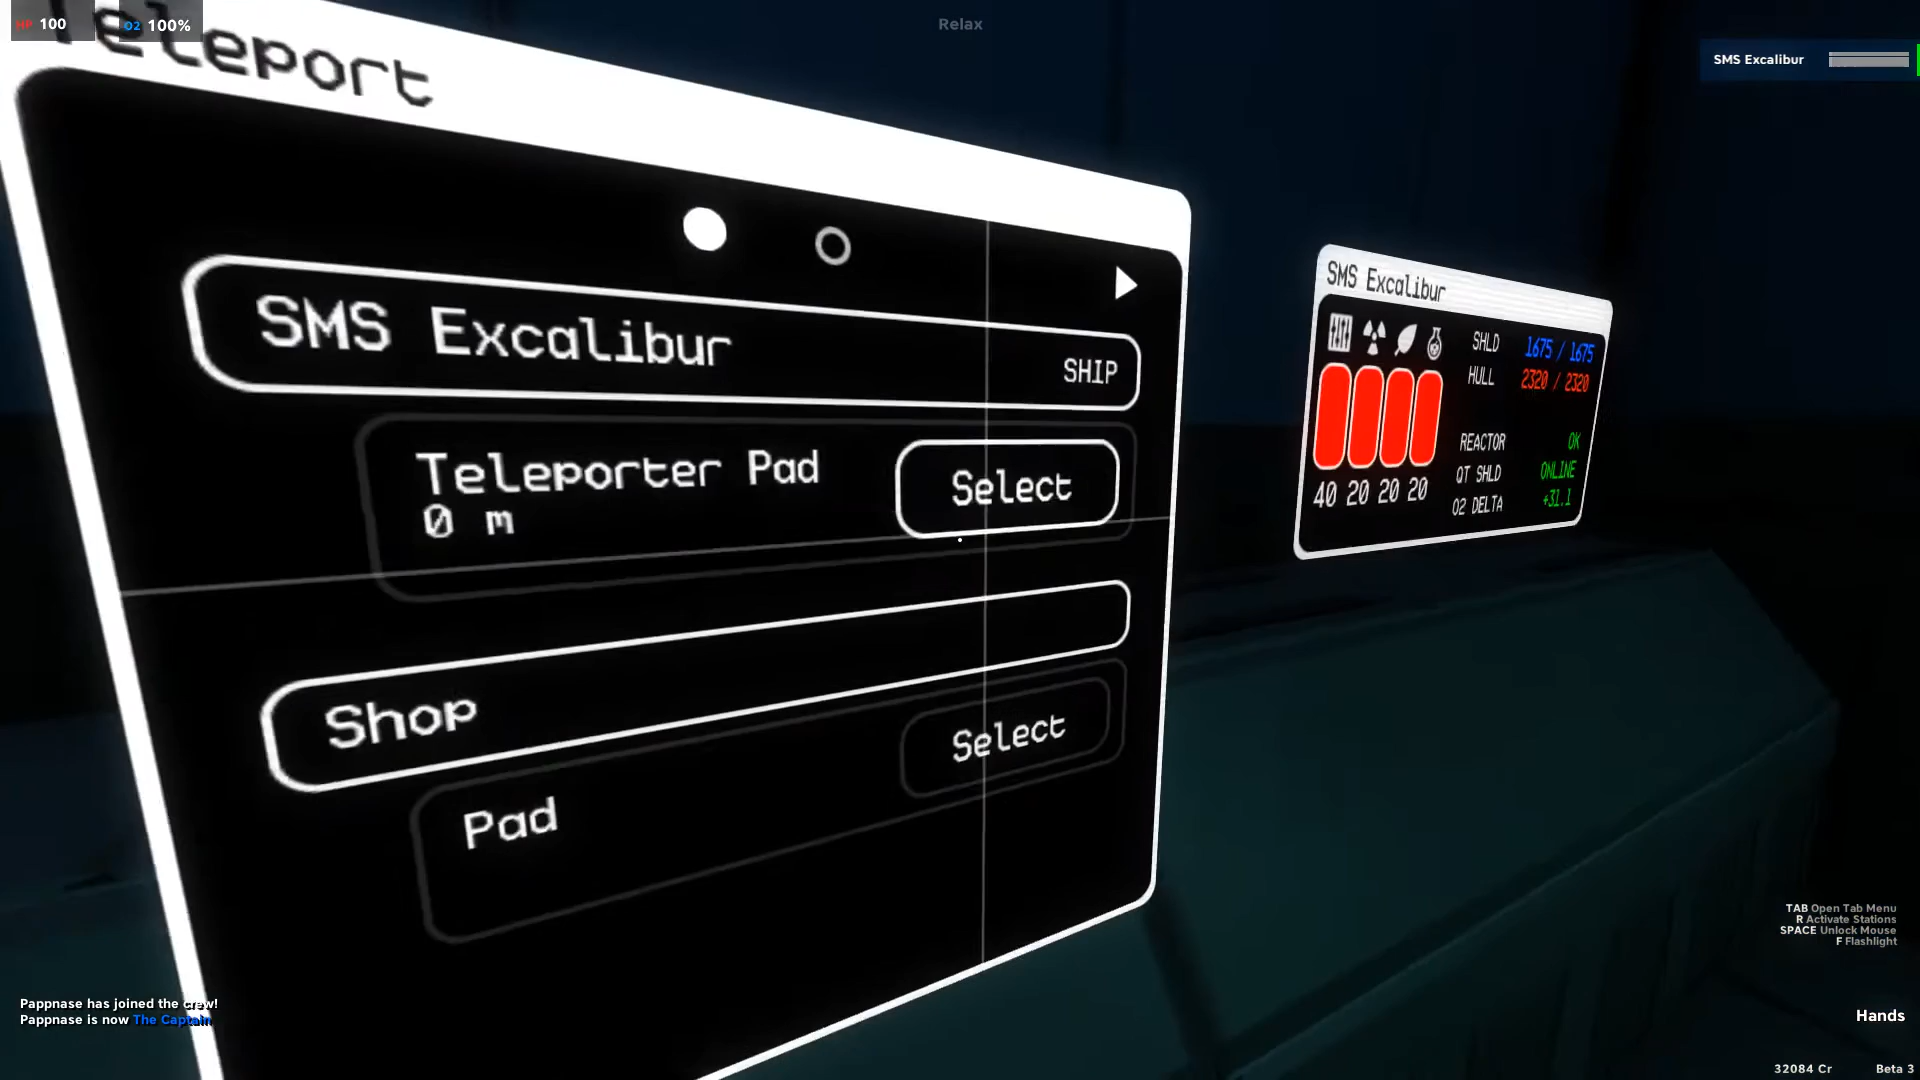 HP 100
O2 100%
Relax
SMS Excalibur
Teleport
SMS Excalibur
SHIP
Teleporter Pad
0 m
Select
Shop
Pad
Select
SMS Excalibur
SHLD 1675 / 1675
HULL 2320 / 2320
40 20 20 20
REACTOR OK
QT SHLD ONLINE
O2 DELTA +31.1
TAB Open Tab Menu
R Activate Stations
SPACE Unlock Mouse
F Flashlight
Pappnase has joined the crew!
Pappnase is now The Captain
Hands
32084 Cr
Beta 3